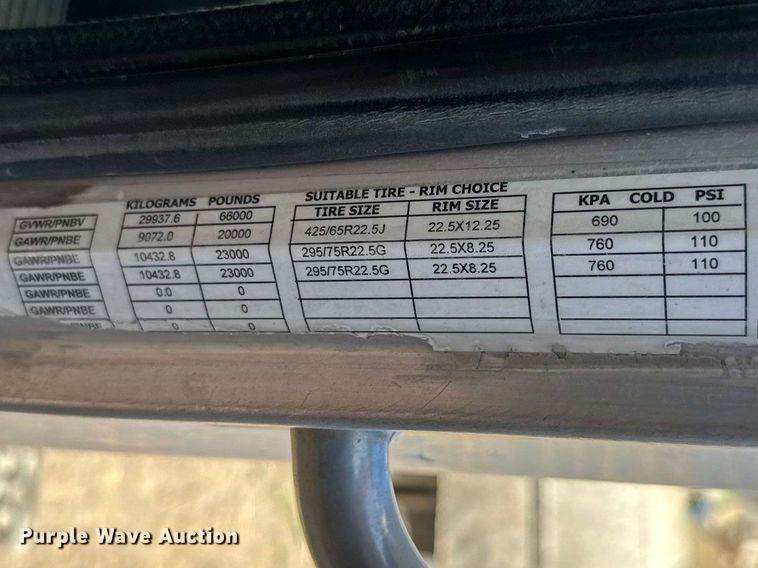 KILOGRAMS POUNDS SUITABLE TIRE - RIM CHOICE
TIRE SIZE RIM SIZE KPA COLD PSI
GVWR/PNBV 29937.6 66000
GAWR/PNBE 9072.0 20000 425/65R22.5J 22.5X12.25 690 100
GAWR/PNBE 10432.8 23000 295/75R22.5G 22.5X8.25 760 110
GAWR/PNBE 10432.8 23000 295/75R22.5G 22.5X8.25 760 110
GAWR/PNBE 0.0 0
GAWR/PNBE 0 0
0 0
Purple Wave Auction